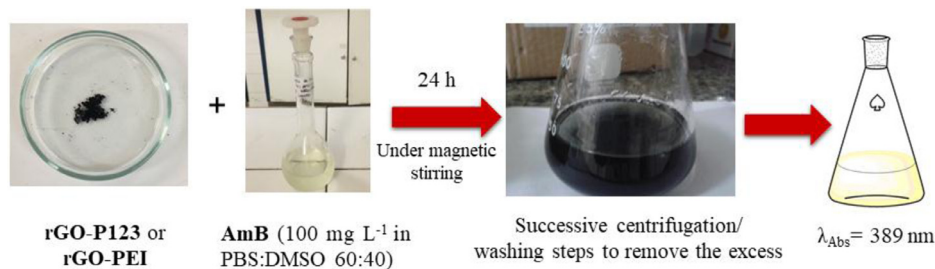 24 h
+
Under magnetic
stirring
rGO-P123 or
rGO-PEI
AmB (100 mg L⁻¹ in
PBS:DMSO 60:40)
Successive centrifugation/
washing steps to remove the excess
λAbs= 389 nm